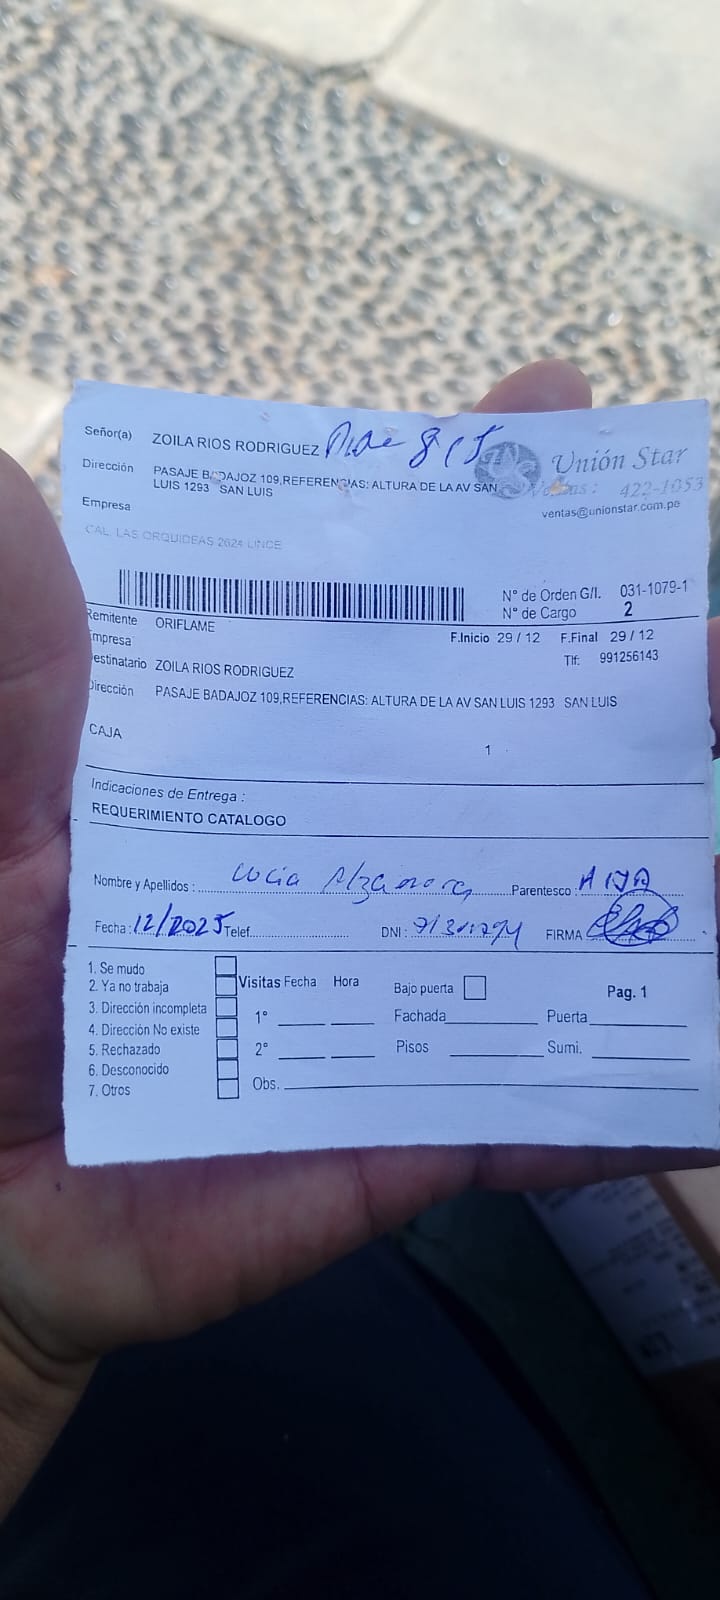 Señor(a) ZOILA RIOS RODRIGUEZ
Unión Star
Dirección PASAJE BADAJOZ 109,REFERENCIAS: ALTURA DE LA AV SAN LUIS 1293 SAN LUIS
Ventas: 422-1053
ventas@unionstar.com.pe
Empresa
CAL. LAS ORQUIDEAS 2624 LINCE
N° de Orden G/I. 031-1079-1
N° de Cargo 2
Remitente ORIFLAME
Empresa
F.Inicio 29 / 12 F.Final 29 / 12
Destinatario ZOILA RIOS RODRIGUEZ
Tlf: 991256143
Dirección PASAJE BADAJOZ 109,REFERENCIAS: ALTURA DE LA AV SAN LUIS 1293 SAN LUIS
CAJA 1
Indicaciones de Entrega :
REQUERIMIENTO CATALOGO
Nombre y Apellidos : Lucia Alzamora Parentesco :
Fecha : 12/2025 Telef. DNI : FIRMA
1. Se mudo
2. Ya no trabaja
3. Dirección incompleta
4. Dirección No existe
5. Rechazado
6. Desconocido
7. Otros
Visitas Fecha Hora Bajo puerta Pag. 1
1° Fachada Puerta
2° Pisos Sumi.
Obs.